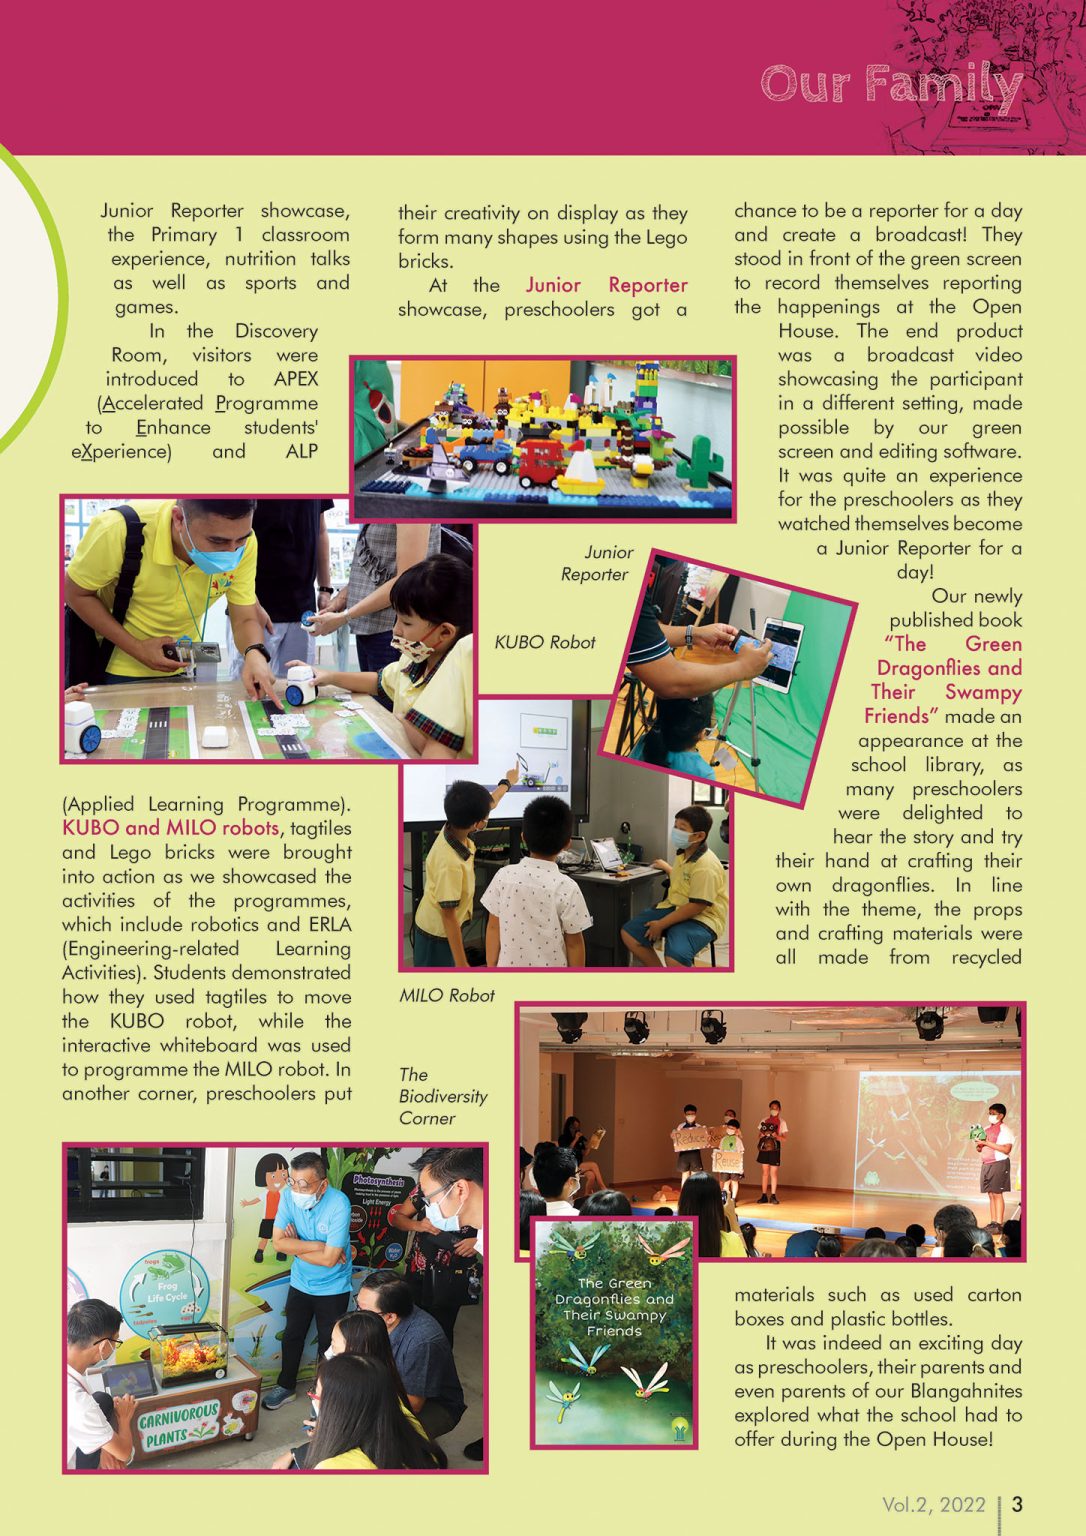 Our Family
Junior Reporter showcase,
the Primary 1 classroom
experience, nutrition talks
as well as sports and
games.
In the Discovery
Room, visitors were
introduced to APEX
(Accelerated Programme
to Enhance students'
eXperience) and ALP
(Applied Learning Programme).
KUBO and MILO robots, tagtiles
and Lego bricks were brought
into action as we showcased the
activities of the programmes,
which include robotics and ERLA
(Engineering-related Learning
Activities). Students demonstrated
how they used tagtiles to move
the KUBO robot, while the
interactive whiteboard was used
to programme the MILO robot. In
another corner, preschoolers put
their creativity on display as they
form many shapes using the Lego
bricks.
At the Junior Reporter
showcase, preschoolers got a
chance to be a reporter for a day
and create a broadcast! They
stood in front of the green screen
to record themselves reporting
the happenings at the Open
House. The end product
was a broadcast video
showcasing the participant
in a different setting, made
possible by our green
screen and editing software.
It was quite an experience
for the preschoolers as they
watched themselves become
a Junior Reporter for a
day!
Our newly
published book
“The Green
Dragonflies and
Their Swampy
Friends” made an
appearance at the
school library, as
many preschoolers
were delighted to
hear the story and try
their hand at crafting their
own dragonflies. In line
with the theme, the props
and crafting materials were
all made from recycled
materials such as used carton
boxes and plastic bottles.
It was indeed an exciting day
as preschoolers, their parents and
even parents of our Blangahnites
explored what the school had to
offer during the Open House!
Junior
Reporter
KUBO Robot
MILO Robot
The
Biodiversity
Corner
Reduce
Reuse
Photosynthesis
Light Energy
Water
frogs
Frog
Life Cycle
eggs
tadpoles
CARNIVOROUS
PLANTS
The Green
Dragonflies and
Their Swampy
Friends
Vol.2, 2022
3